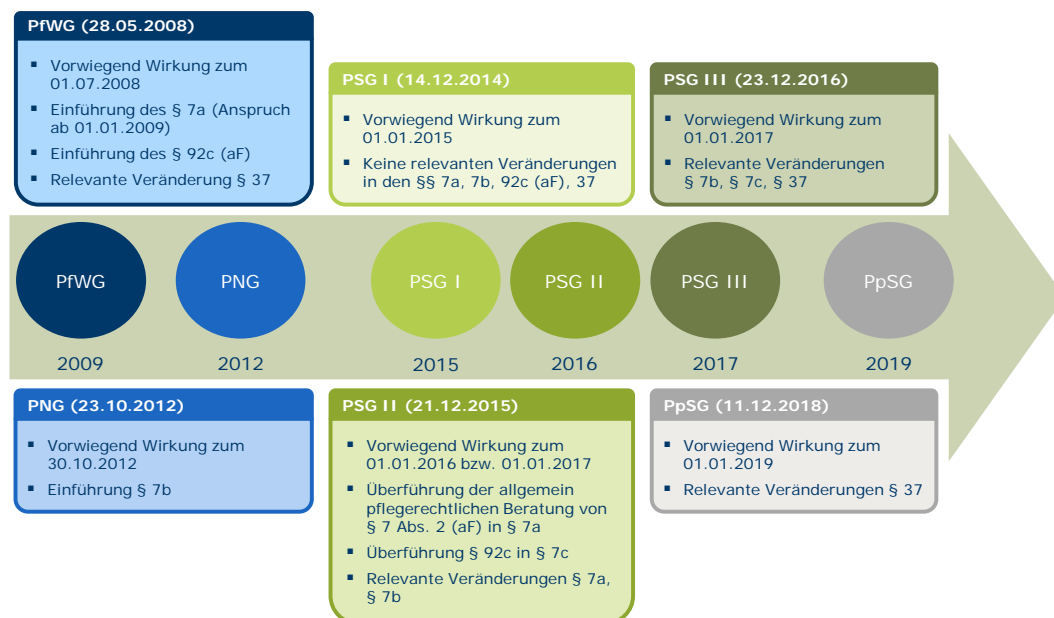 PfWG (28.05.2008)
▪ Vorwiegend Wirkung zum
01.07.2008
▪ Einführung des § 7a (Anspruch
ab 01.01.2009)
▪ Einführung des § 92c (aF)
▪ Relevante Veränderung § 37
PSG I (14.12.2014)
▪ Vorwiegend Wirkung zum
01.01.2015
▪ Keine relevanten Veränderungen
in den §§ 7a, 7b, 92c (aF), 37
PSG III (23.12.2016)
▪ Vorwiegend Wirkung zum
01.01.2017
▪ Relevante Veränderungen
§ 7b, § 7c, § 37
PfWG
PNG
PSG I
PSG II
PSG III
PpSG
2009
2012
2015
2016
2017
2019
PNG (23.10.2012)
▪ Vorwiegend Wirkung zum
30.10.2012
▪ Einführung § 7b
PSG II (21.12.2015)
▪ Vorwiegend Wirkung zum
01.01.2016 bzw. 01.01.2017
▪ Überführung der allgemein
pflegerechtlichen Beratung von
§ 7 Abs. 2 (aF) in § 7a
▪ Überführung § 92c in § 7c
▪ Relevante Veränderungen § 7a,
§ 7b
PpSG (11.12.2018)
▪ Vorwiegend Wirkung zum
01.01.2019
▪ Relevante Veränderungen § 37